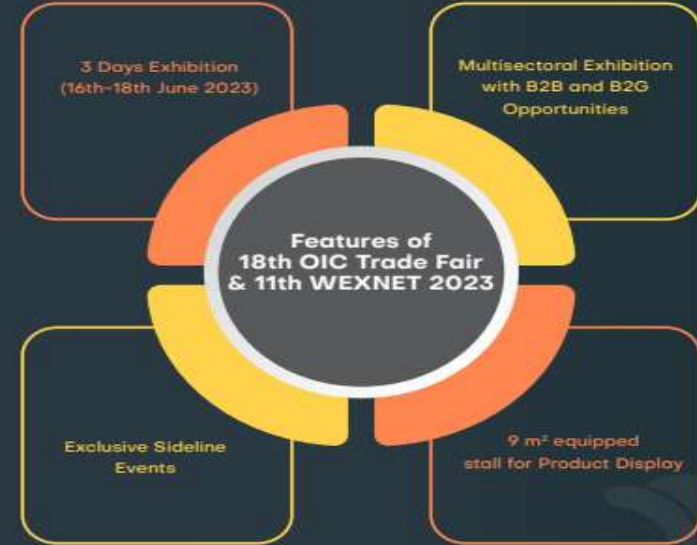 3 Days Exhibition
(16th-18th June 2023)
Multisectoral Exhibition
with B2B and B2G
Opportunities
Features of
18th OIC Trade Fair
& 11th WEXNET 2023
Exclusive Sideline
Events
9 m² equipped
stall for Product Display